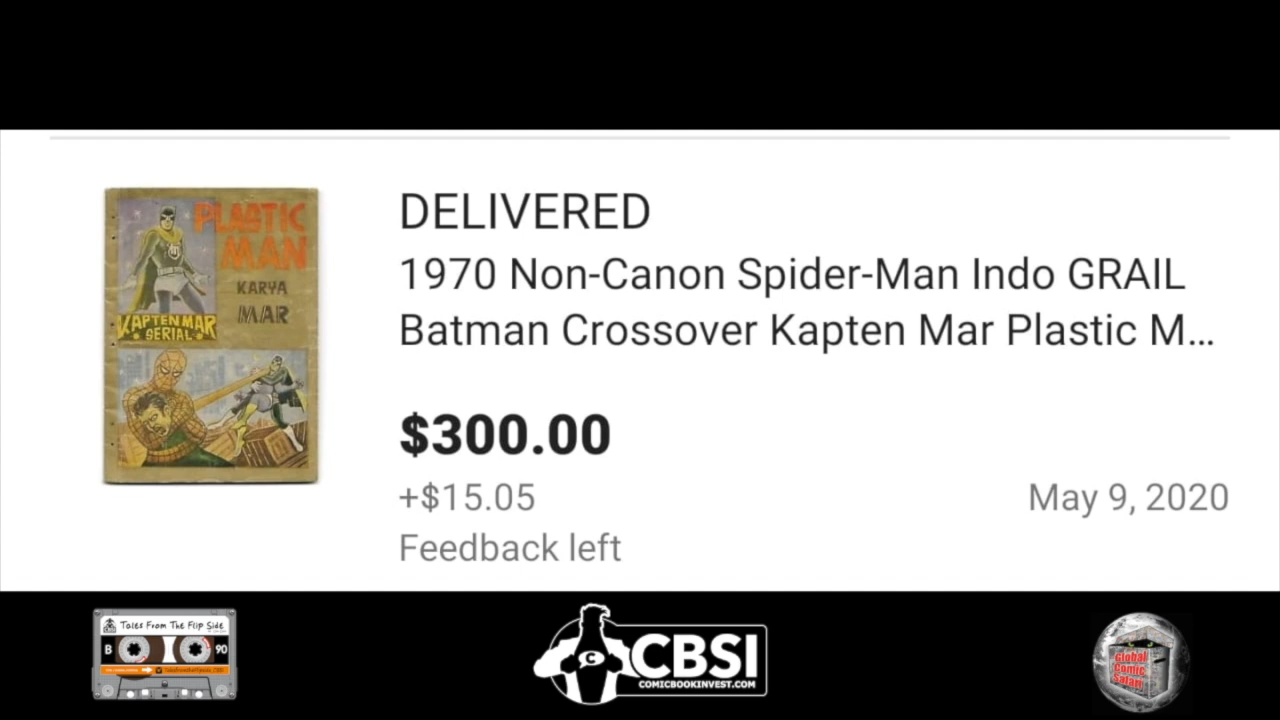 PLASTIC
MAN
KARYA
MAR
KAPTEN MAR
SERIAL
DELIVERED
1970 Non-Canon Spider-Man Indo GRAIL
Batman Crossover Kapten Mar Plastic M...
$300.00
+$15.05
May 9, 2020
Feedback left
Tales From The Flip Side
B
90
C
CBSI
COMICBOOKINVEST.COM
Global
Comic
Safari